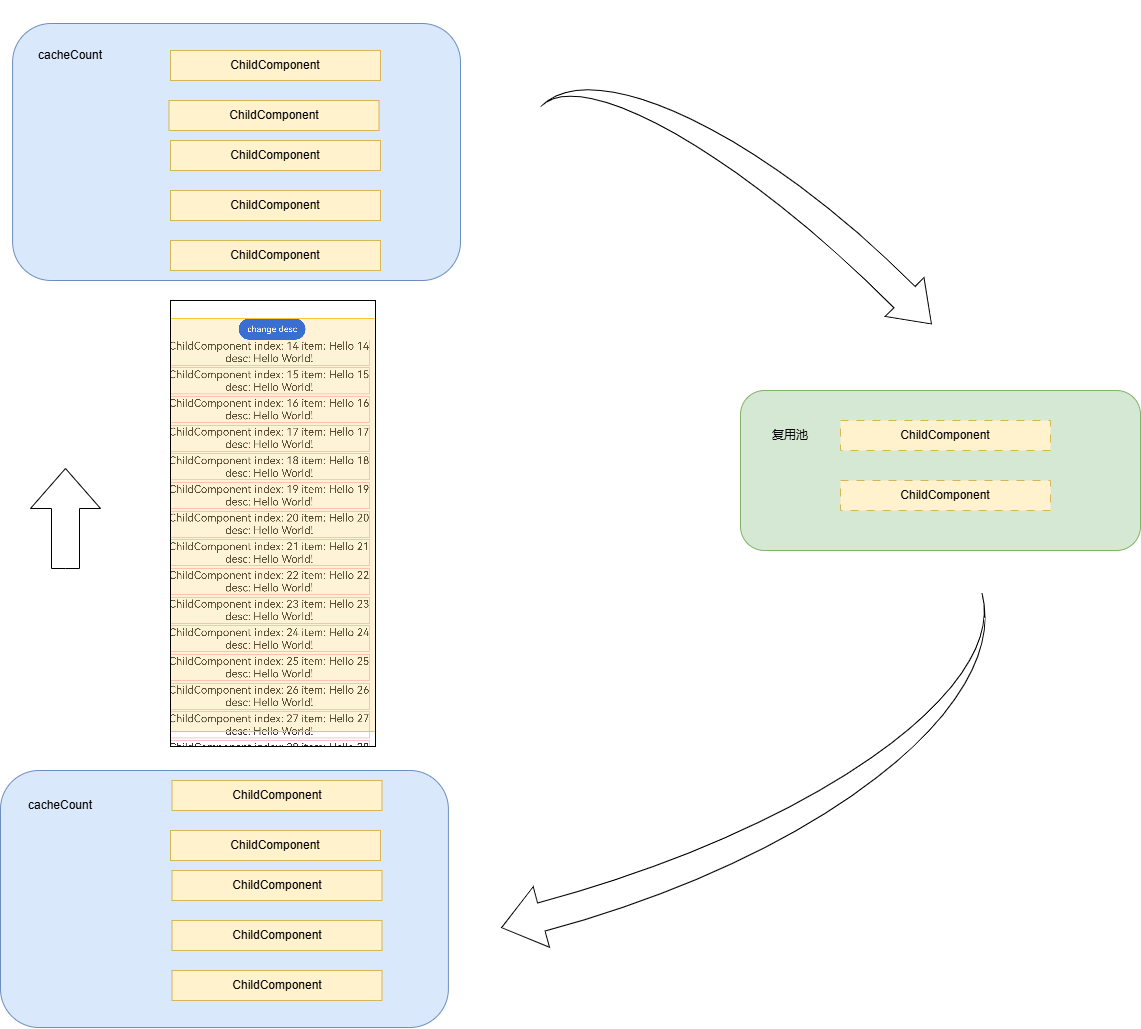 cacheCount
ChildComponent
ChildComponent
ChildComponent
ChildComponent
ChildComponent
change desc
ChildComponent index: 14 item: Hello 14
desc: Hello World!
ChildComponent index: 15 item: Hello 15
desc: Hello World!
ChildComponent index: 16 item: Hello 16
desc: Hello World!
ChildComponent index: 17 item: Hello 17
desc: Hello World!
ChildComponent index: 18 item: Hello 18
desc: Hello World!
ChildComponent index: 19 item: Hello 19
desc: Hello World!
ChildComponent index: 20 item: Hello 20
desc: Hello World!
ChildComponent index: 21 item: Hello 21
desc: Hello World!
ChildComponent index: 22 item: Hello 22
desc: Hello World!
ChildComponent index: 23 item: Hello 23
desc: Hello World!
ChildComponent index: 24 item: Hello 24
desc: Hello World!
ChildComponent index: 25 item: Hello 25
desc: Hello World!
ChildComponent index: 26 item: Hello 26
desc: Hello World!
ChildComponent index: 27 item: Hello 27
desc: Hello World!
ChildComponent index: 28 item: Hello 28
复用池
ChildComponent
ChildComponent
cacheCount
ChildComponent
ChildComponent
ChildComponent
ChildComponent
ChildComponent